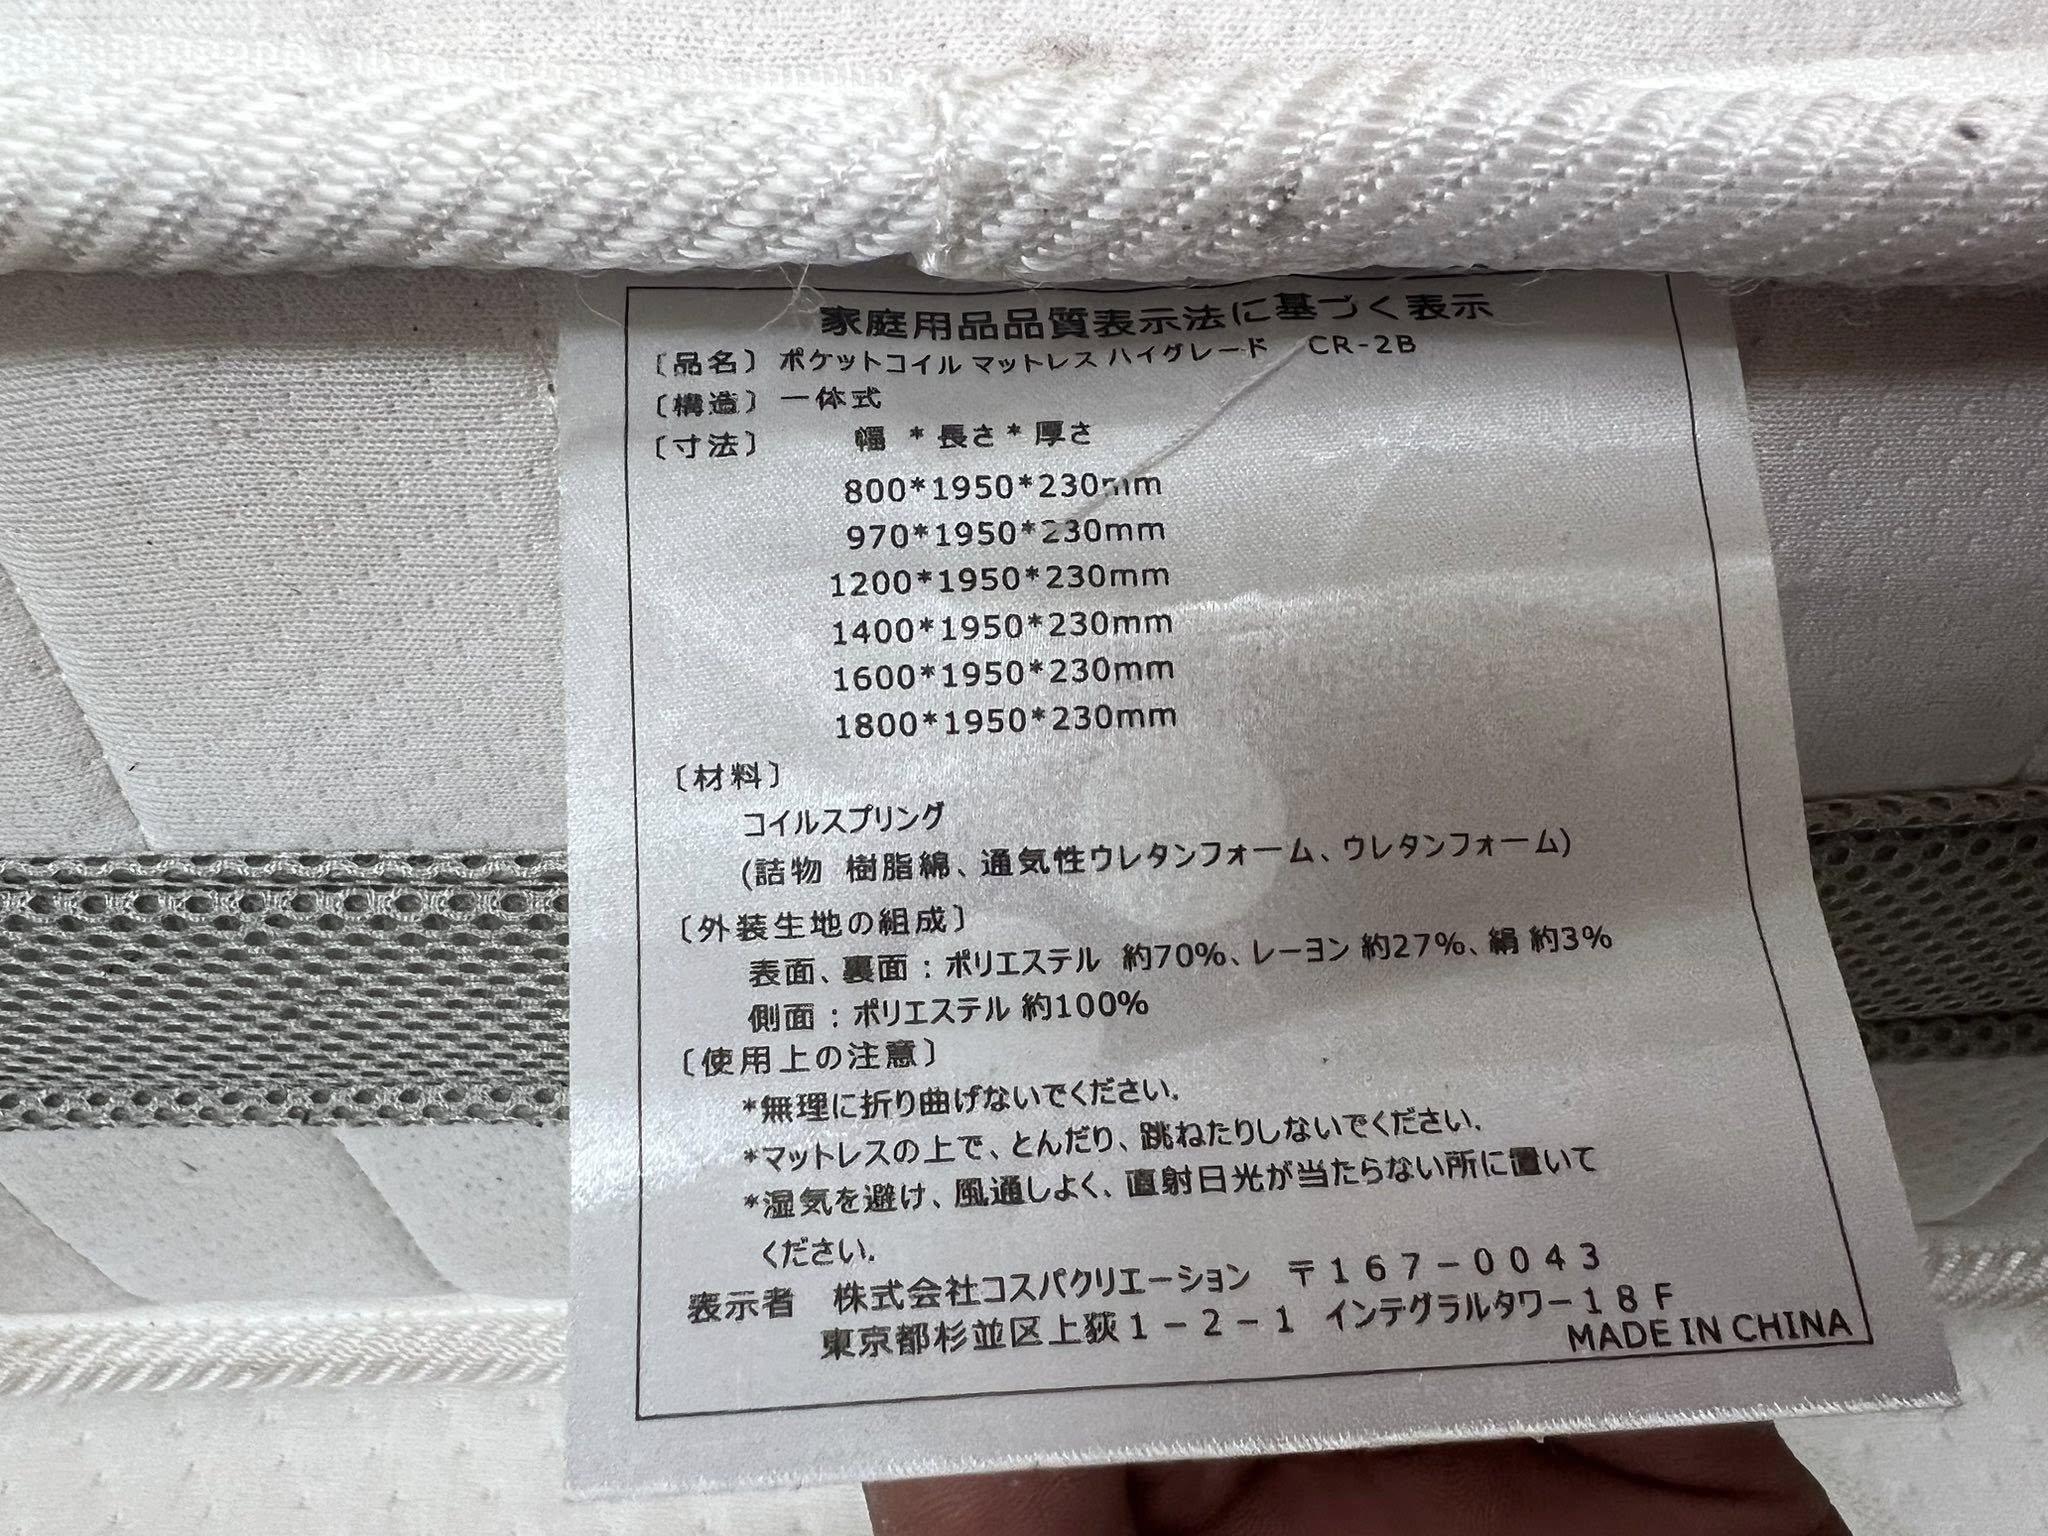 家庭用品品質表示法に基づく表示
〔品名〕ポケットコイル マットレス ハイグレード　CR-2B
〔構造〕一体式
〔寸法〕　幅 ＊長さ＊厚さ
800*1950*230mm
970*1950*230mm
1200*1950*230mm
1400*1950*230mm
1600*1950*230mm
1800*1950*230mm
〔材料〕
コイルスプリング
(詰物 樹脂綿、通気性ウレタンフォーム、ウレタンフォーム)
〔外装生地の組成〕
表面、裏面：ポリエステル 約70%、レーヨン 約27%、絹 約3%
側面：ポリエステル 約100%
〔使用上の注意〕
*無理に折り曲げないでください.
*マットレスの上で、とんだり、跳ねたりしないでください.
*湿気を避け、風通しよく、直射日光が当たらない所に置いて
ください.
表示者　株式会社コスパクリエーション　〒１６７－００４３
東京都杉並区上荻１－２－１ インテグラルタワー１８Ｆ
MADE IN CHINA